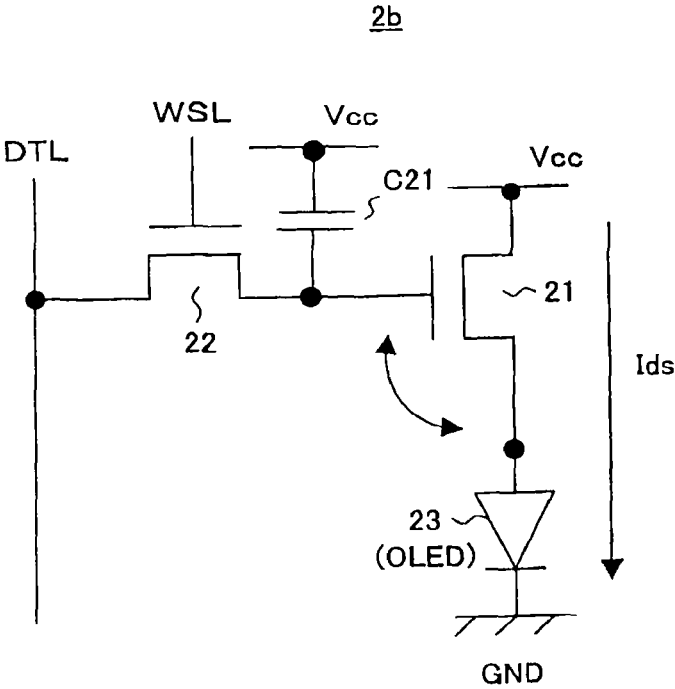 2b
WSL
Vcc
DTL
C21
Vcc
21
22
Ids
23
(OLED)
GND